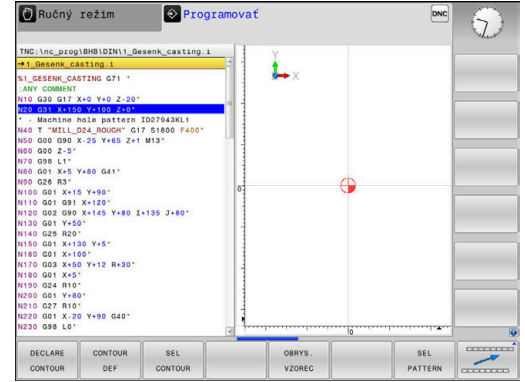 Ručný režim
Programovať
DNC
TNC:\nc_prog\BHB\DIN\1_Gesenk_casting.i
→1_Gesenk_casting.i
%1_GESENK_CASTING G71 *
;ANY COMMENT
N10 G30 G17 X+0 Y+0 Z-20*
N20 G31 X+150 Y+100 Z+0*
* - Machine hole pattern ID27943KL1
N40 T "MILL_D24_ROUGH" G17 S1800 F400*
N50 G00 G90 X-25 Y+65 Z+1 M13*
N60 G00 Z-5*
N70 G98 L1*
N80 G01 X+5 Y+80 G41*
N90 G26 R3*
N100 G01 X+15 Y+90*
N110 G01 G91 X+120*
N120 G02 G90 X+145 Y+80 I+135 J+80*
N130 G01 Y+50*
N140 G25 R20*
N150 G01 X+130 Y+5*
N160 G01 X+100*
N170 G03 X+50 Y+12 R+30*
N180 G01 X+5*
N190 G24 R10*
N200 G01 Y+80*
N210 G27 R10*
N220 G01 X-20 Y+90 G40*
N230 G98 L0*
Y
X
0
0
DECLARE CONTOUR
CONTOUR DEF
SEL CONTOUR
OBRYS. VZOREC
SEL PATTERN